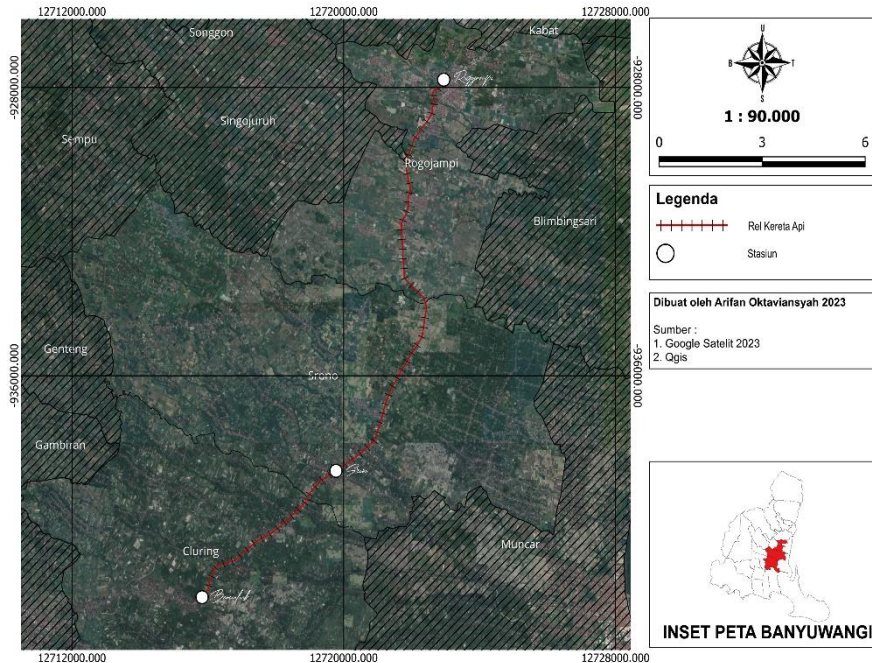 12712000.000
12720000.000
12728000.000
-928000.000
-936000.000
Songgon
Kabat
Rogojampi
Singojuruh
Sempu
Rogojampi
Blimbingsari
Genteng
Srono
Gambiran
Srono
Cluring
Muncar
Benculuk
12712000.000
12720000.000
12728000.000
-928000.000
-936000.000
U
B
T
S
1 : 90.000
0
3
6
Legenda
Rel Kereta Api
Stasiun
Dibuat oleh Arifan Oktaviansyah 2023
Sumber :
1. Google Satelit 2023
2. Qgis
INSET PETA BANYUWANGI